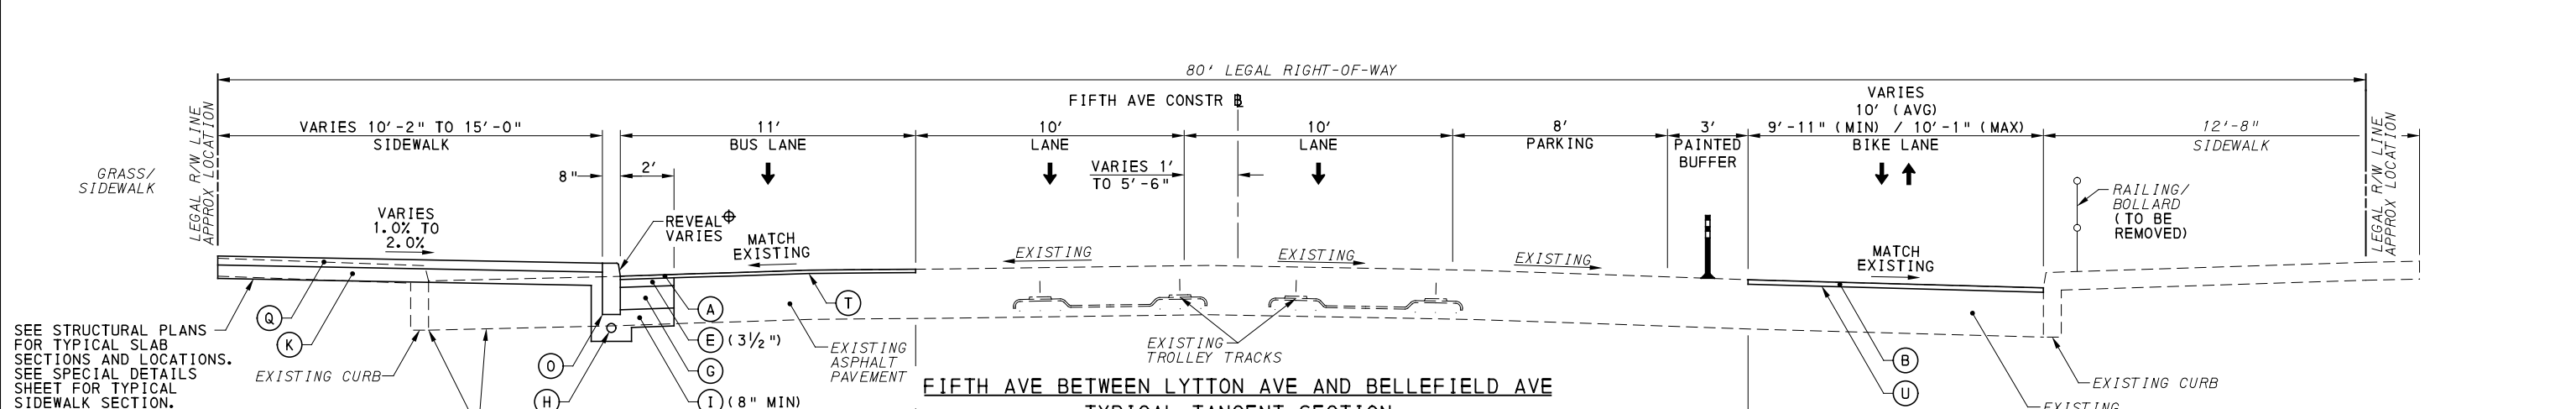 80' LEGAL RIGHT-OF-WAY
FIFTH AVE CONSTR B
LEGAL R/W LINE
APPROX LOCATION
VARIES 10'-2" TO 15'-0"
SIDEWALK
11'
BUS LANE
10'
LANE
10'
LANE
8'
PARKING
3'
PAINTED
BUFFER
VARIES
10' (AVG)
9'-11" (MIN) / 10'-1" (MAX)
BIKE LANE
12'-8"
SIDEWALK
LEGAL R/W LINE
APPROX LOCATION
GRASS/
SIDEWALK
8"
2'
VARIES 1'
TO 5'-6"
RAILING/
BOLLARD
(TO BE
REMOVED)
VARIES
1.0% TO
2.0%
REVEAL
VARIES
MATCH
EXISTING
EXISTING
EXISTING
EXISTING
MATCH
EXISTING
SEE STRUCTURAL PLANS
FOR TYPICAL SLAB
SECTIONS AND LOCATIONS.
SEE SPECIAL DETAILS
SHEET FOR TYPICAL
SIDEWALK SECTION.
Q
K
EXISTING CURB
O
H
A
E (3½")
G
I (8" MIN)
T
EXISTING
ASPHALT
PAVEMENT
EXISTING
TROLLEY TRACKS
B
U
EXISTING CURB
EXISTING
FIFTH AVE BETWEEN LYTTON AVE AND BELLEFIELD AVE
TYPICAL TANGENT SECTION